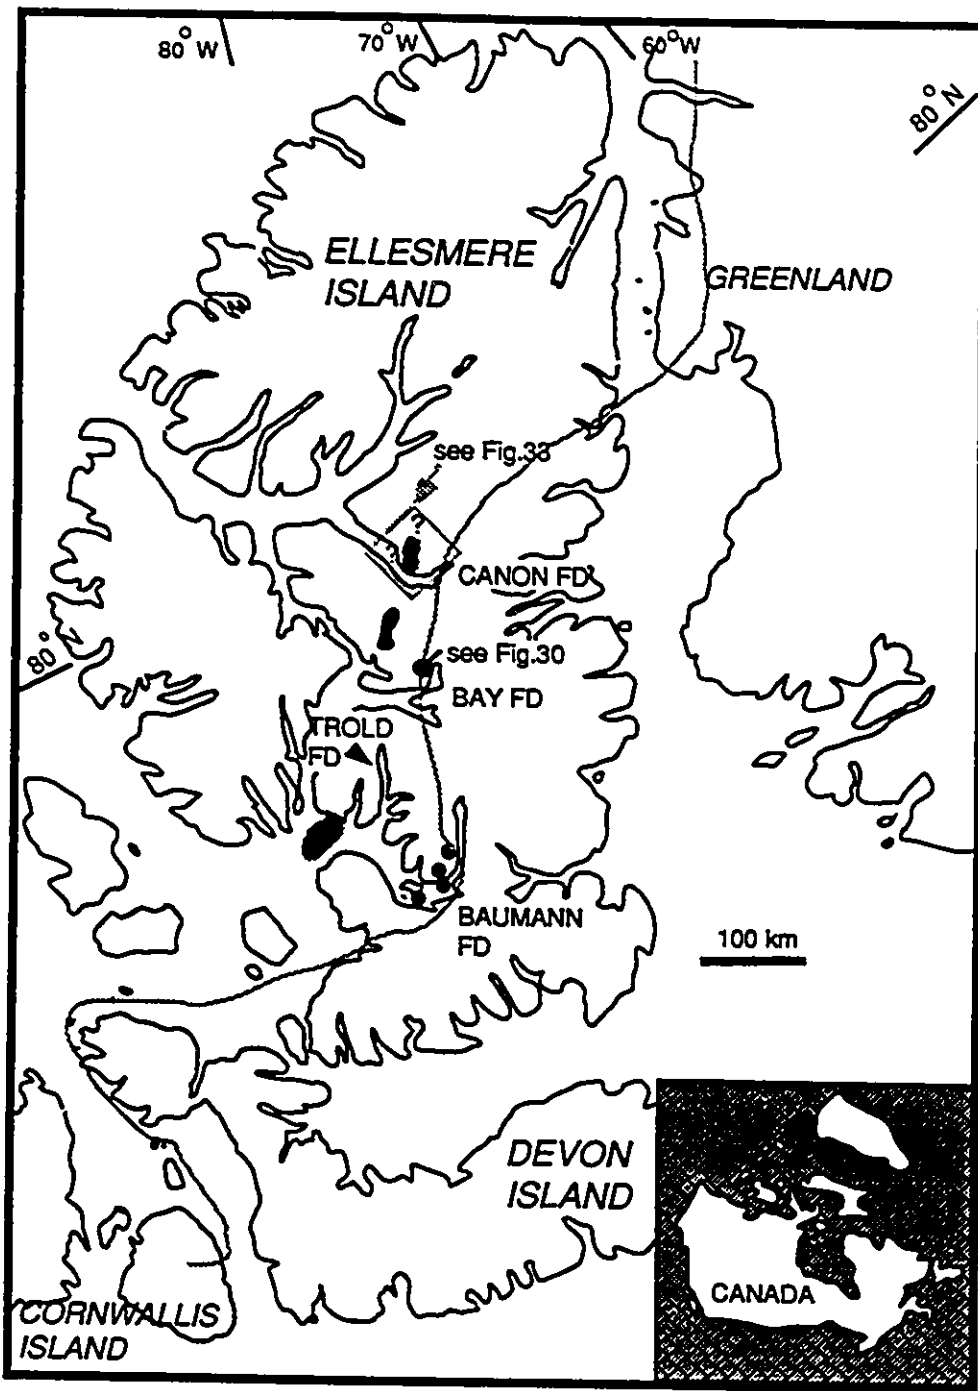 80°W
70°W
60°W
80°N
ELLESMERE
ISLAND
GREENLAND
see Fig.33
CANON FD
80°
see Fig.30
BAY FD
TROLD
FD
BAUMANN
FD
100 km
DEVON
ISLAND
CANADA
CORNWALLIS
ISLAND